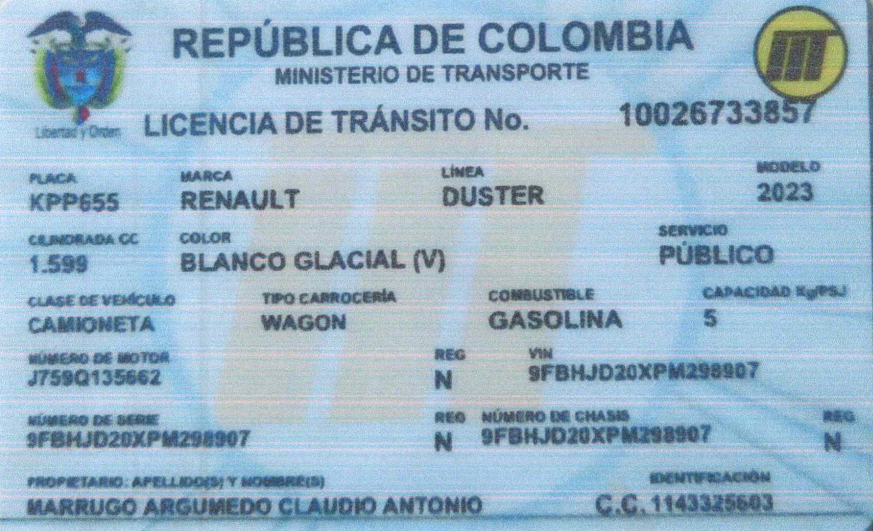 REPÚBLICA DE COLOMBIA
MINISTERIO DE TRANSPORTE
Libertad y Orden
LICENCIA DE TRÁNSITO No. 10026733857
PLACA MARCA LÍNEA MODELO
KPP655 RENAULT DUSTER 2023
CILINDRADA CC COLOR SERVICIO
1.599 BLANCO GLACIAL (V) PÚBLICO
CLASE DE VEHÍCULO TIPO CARROCERÍA COMBUSTIBLE CAPACIDAD Kg/PSJ
CAMIONETA WAGON GASOLINA 5
NÚMERO DE MOTOR REG VIN
J759Q135662 N 9FBHJD20XPM298907
NÚMERO DE SERIE REG NÚMERO DE CHASIS REG
9FBHJD20XPM298907 N 9FBHJD20XPM298907 N
PROPIETARIO: APELLIDO(S) Y NOMBRE(S) IDENTIFICACIÓN
MARRUGO ARGUMEDO CLAUDIO ANTONIO C.C. 1143325603